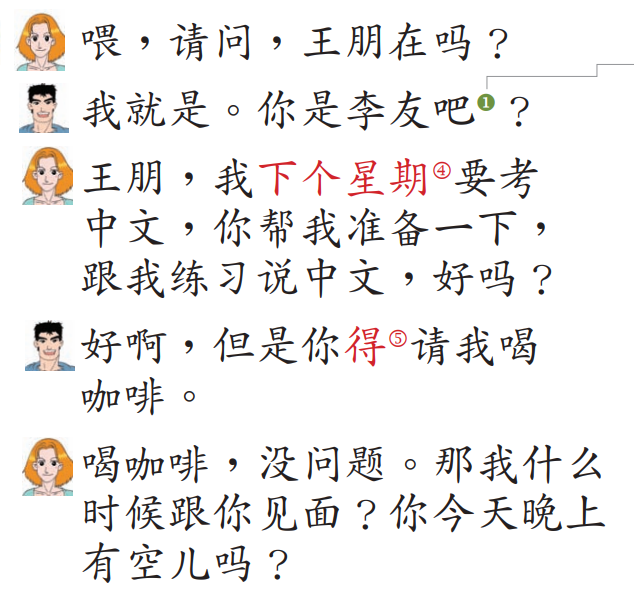 喂，请问，王朋在吗？
我就是。你是李友吧❶？
王朋，我下个星期④要考
中文，你帮我准备一下，
跟我练习说中文，好吗？
好啊，但是你得⑤请我喝
咖啡。
喝咖啡，没问题。那我什么
时候跟你见面？你今天晚上
有空儿吗？